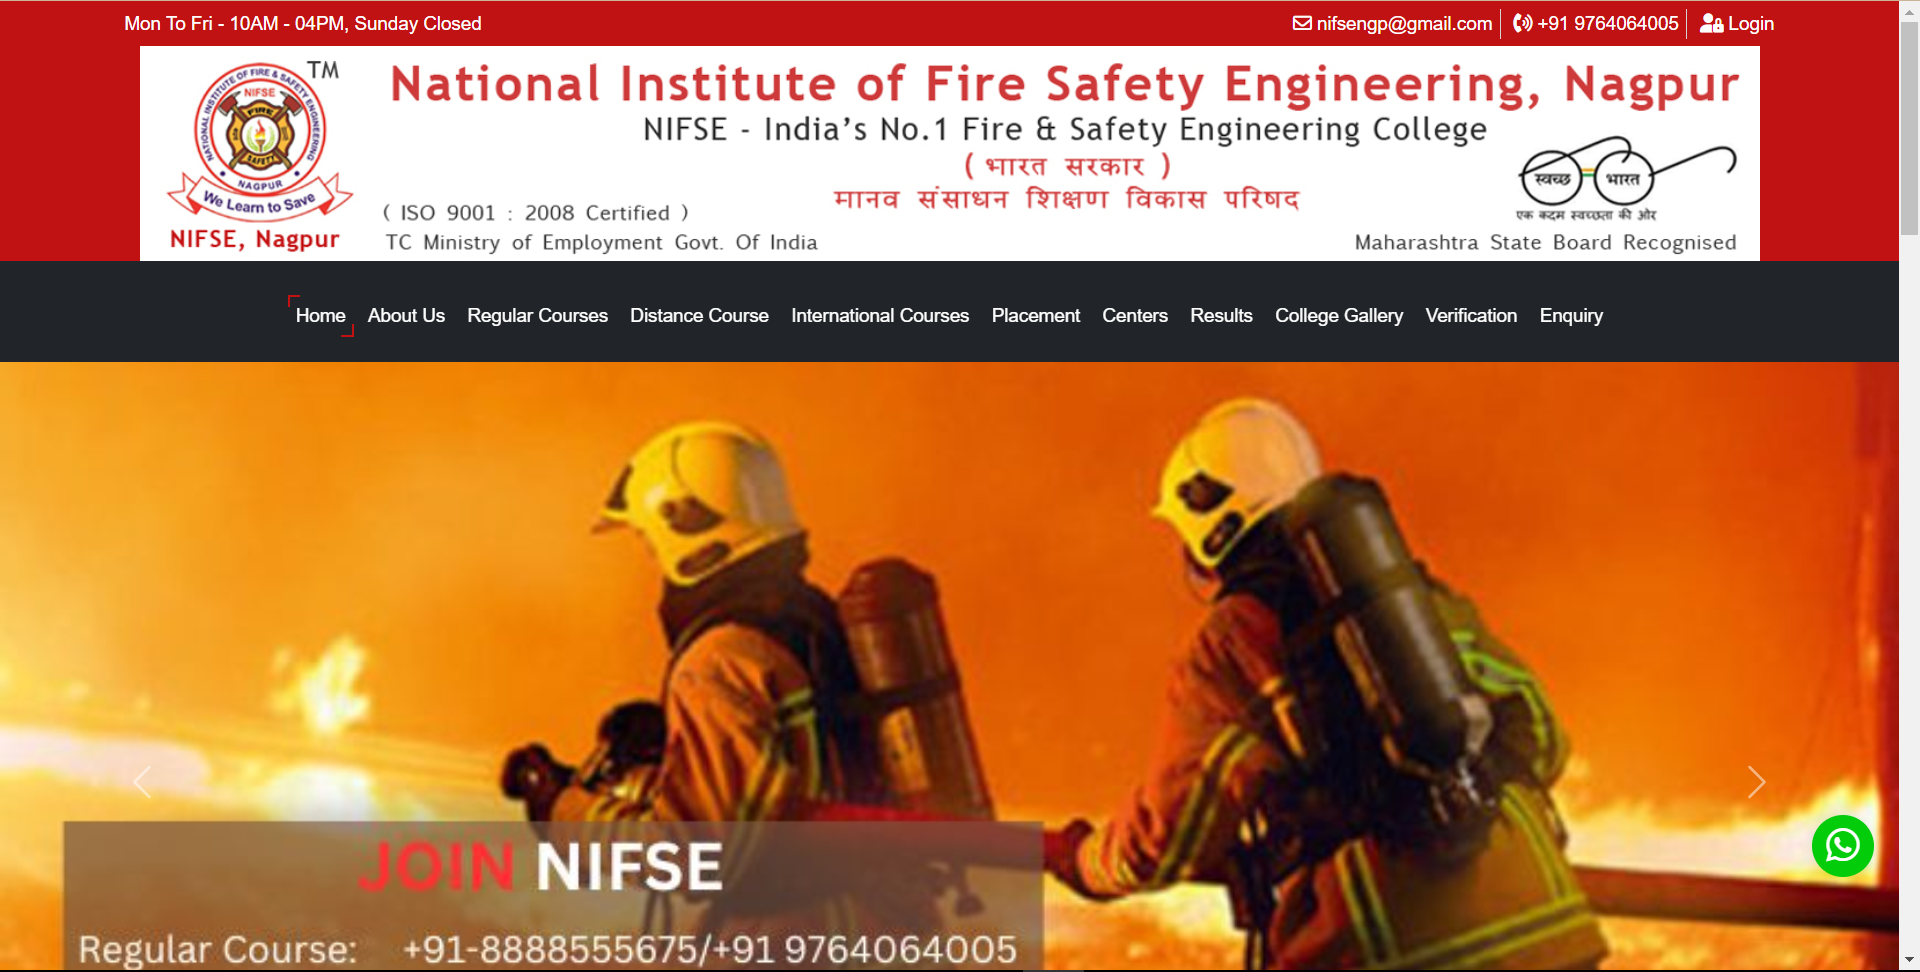 Mon To Fri - 10AM - 04PM, Sunday Closed
nifsengp@gmail.com
+91 9764064005
Login
TM
NATIONAL INSTITUTE OF FIRE & SAFETY ENGINEERING
NIFSE
FIRE
SAFETY
NAGPUR
We Learn to Save
NIFSE, Nagpur
National Institute of Fire Safety Engineering, Nagpur
NIFSE - India's No.1 Fire & Safety Engineering College
( भारत सरकार )
मानव संसाधन शिक्षण विकास परिषद
( ISO 9001 : 2008 Certified )
TC Ministry of Employment Govt. Of India
स्वच्छ भारत
एक कदम स्वच्छता की ओर
Maharashtra State Board Recognised
Home About Us Regular Courses Distance Course International Courses Placement Centers Results College Gallery Verification Enquiry
JOIN NIFSE
Regular Course: +91-8888555675/+91 9764064005